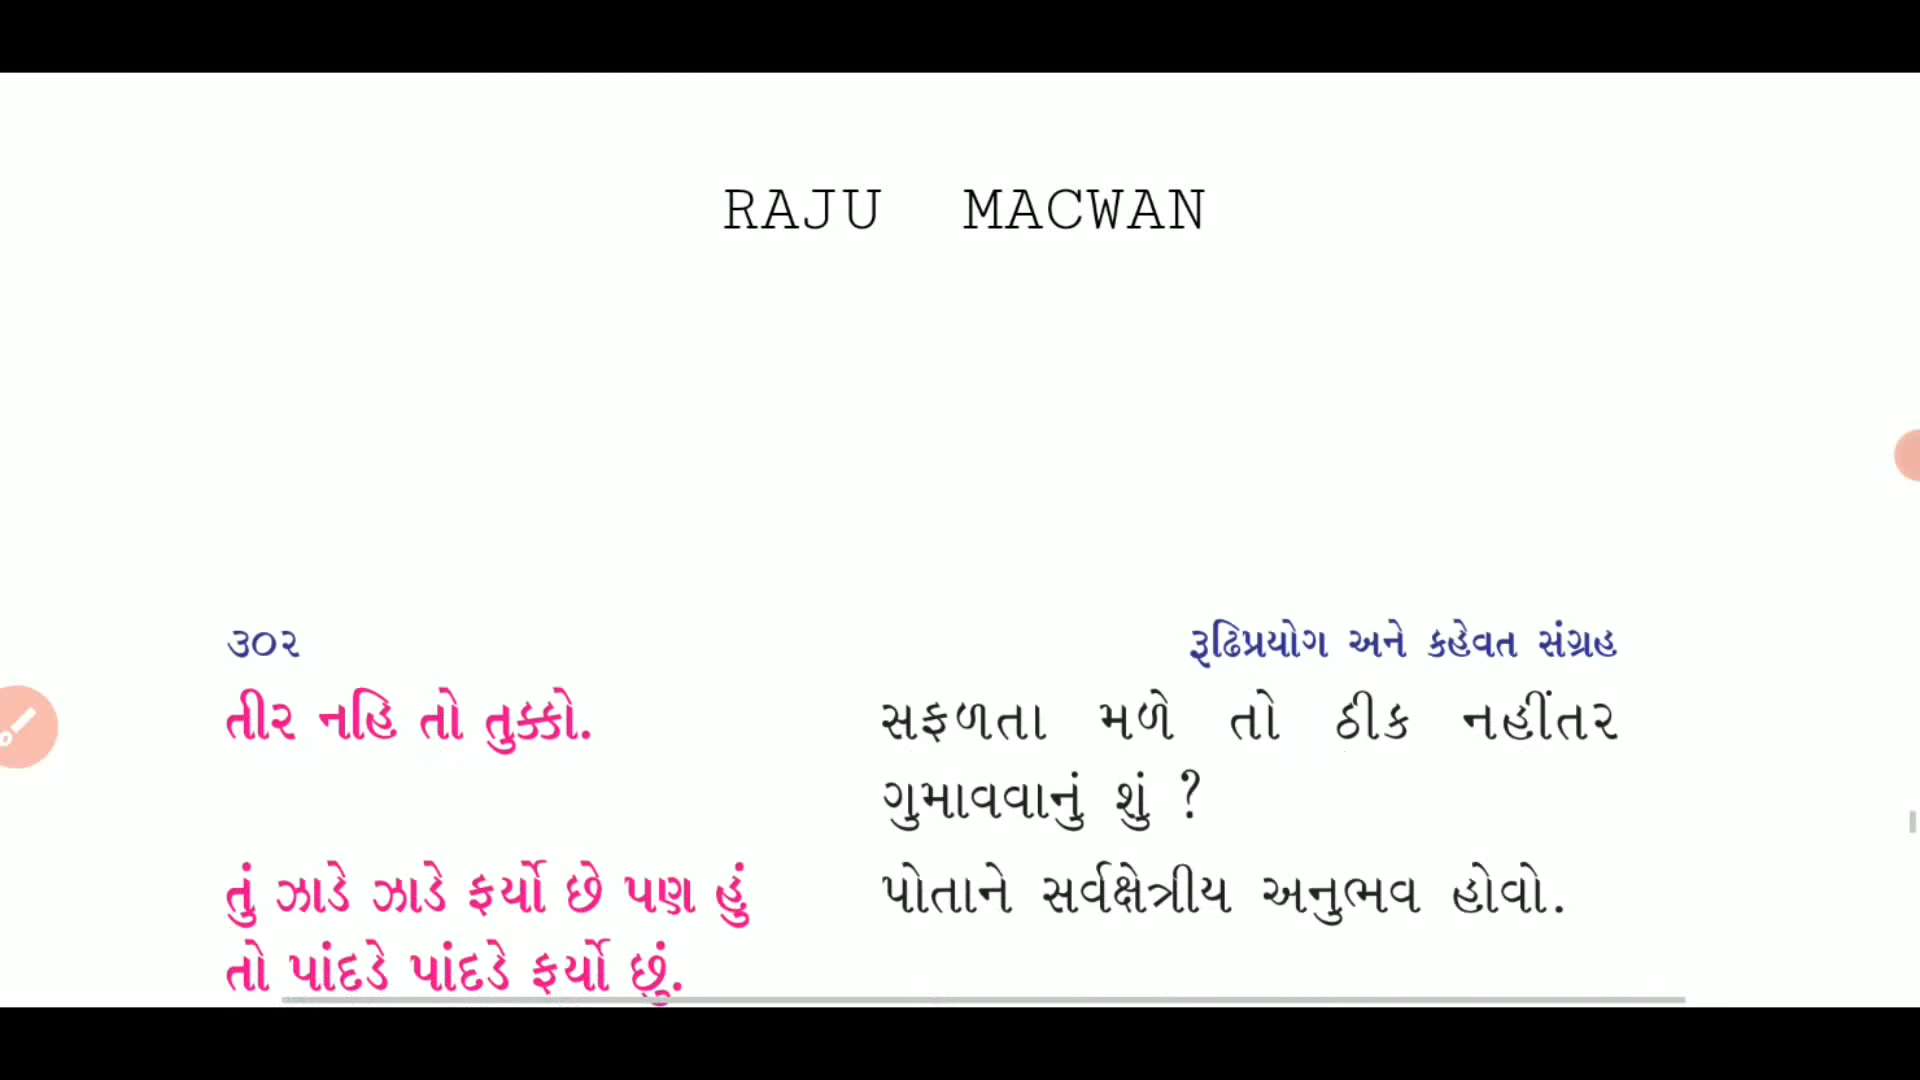 RAJU MACWAN
૩૦૨ રૂઢિપ્રયોગ અને કહેવત સંગ્રહ
તીર નહિ તો તુક્કો. સફળતા મળે તો ઠીક નહીંતર
ગુમાવવાનું શું ?
તું ઝાડે ઝાડે ફર્યો છે પણ હું પોતાને સર્વક્ષેત્રીય અનુભવ હોવો.
તો પાંદડે પાંદડે ફર્યો છું.